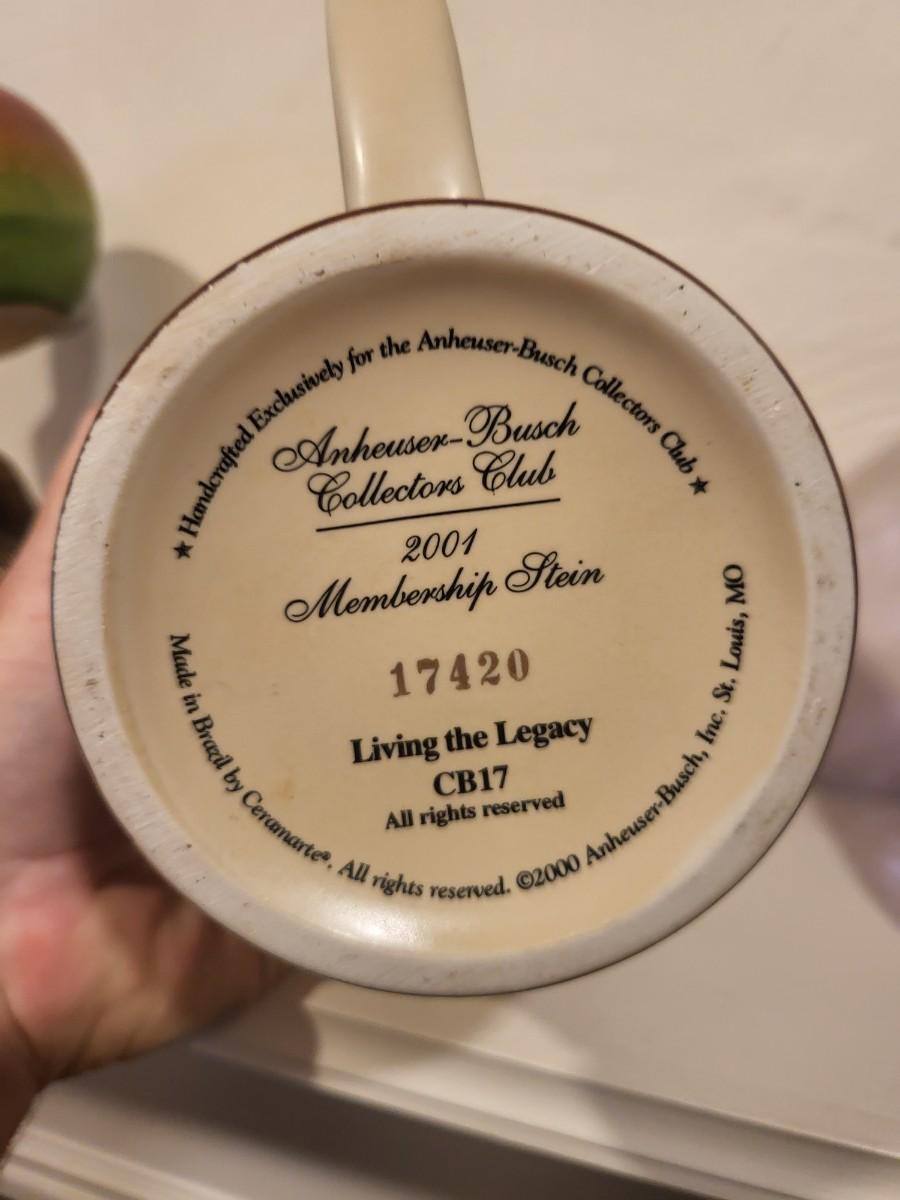 ★ Handcrafted Exclusively for the Anheuser-Busch Collectors Club ★
Anheuser-Busch
Collectors Club
2001
Membership Stein
17420
Living the Legacy
CB17
All rights reserved
Made in Brazil by Ceramarte®. All rights reserved. ©2000 Anheuser-Busch, Inc. St. Louis, MO